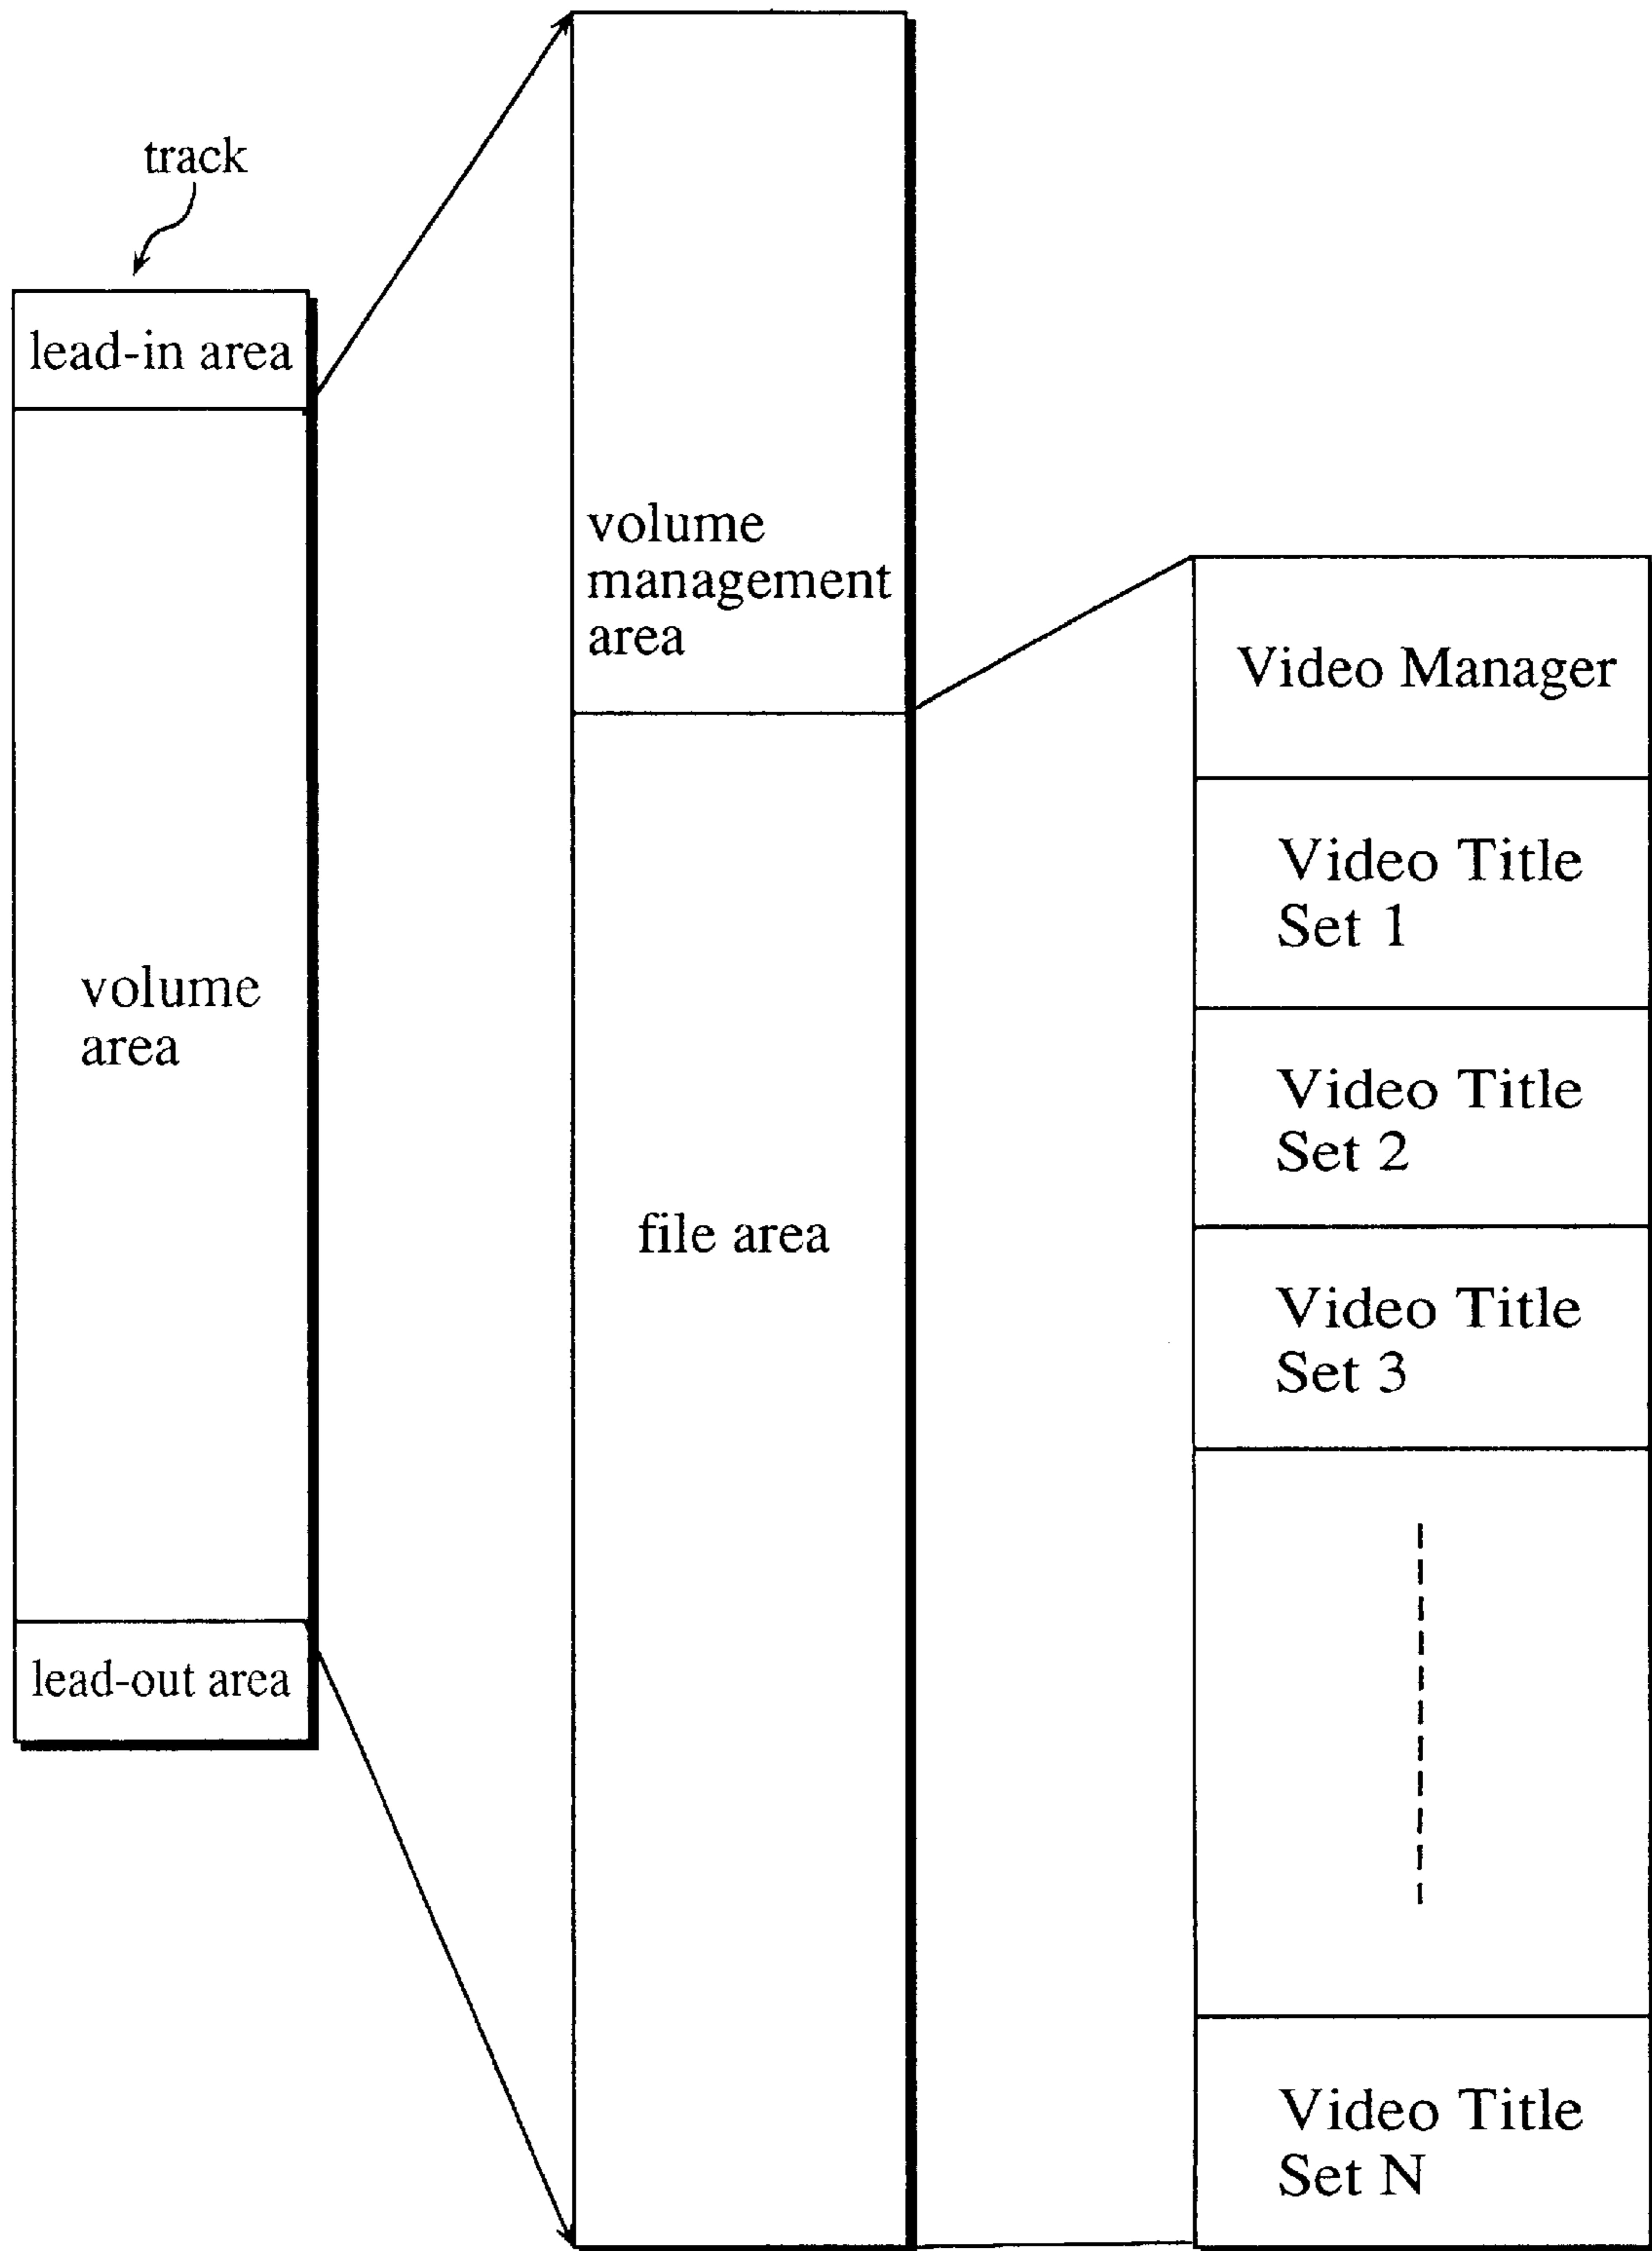 track
lead-in area
volume
area
lead-out area
volume
management
area
file area
Video Manager
Video Title
Set 1
Video Title
Set 2
Video Title
Set 3
Video Title
Set N